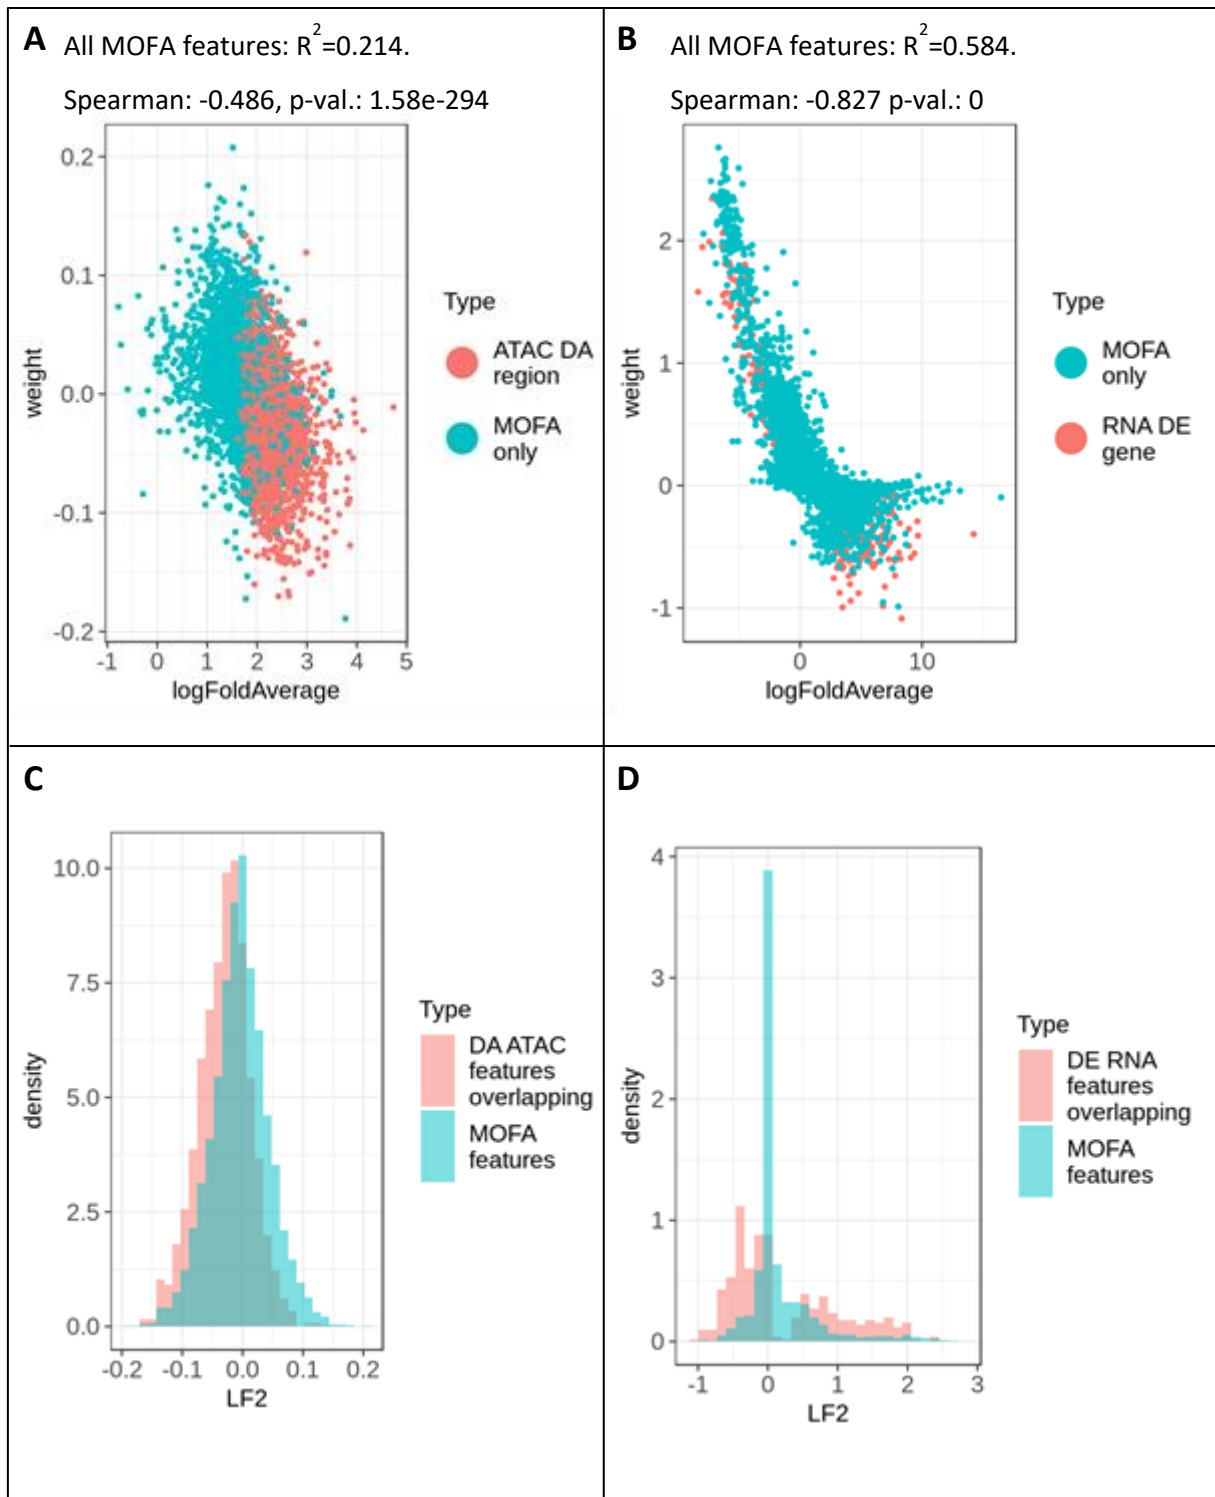 A All MOFA features: R²=0.214.
Spearman: -0.486, p-val.: 1.58e-294
0.2
0.1
0.0
-0.1
-0.2
weight
-1 0 1 2 3 4 5
logFoldAverage
Type
ATAC DA
region
MOFA
only
B All MOFA features: R²=0.584.
Spearman: -0.827 p-val.: 0
2
1
0
-1
weight
0 10
logFoldAverage
Type
MOFA
only
RNA DE
gene
C
10.0
7.5
5.0
2.5
0.0
density
-0.2 -0.1 0.0 0.1 0.2
LF2
Type
DA ATAC
features
overlapping
MOFA
features
D
4
3
2
1
0
density
-1 0 1 2 3
LF2
Type
DE RNA
features
overlapping
MOFA
features